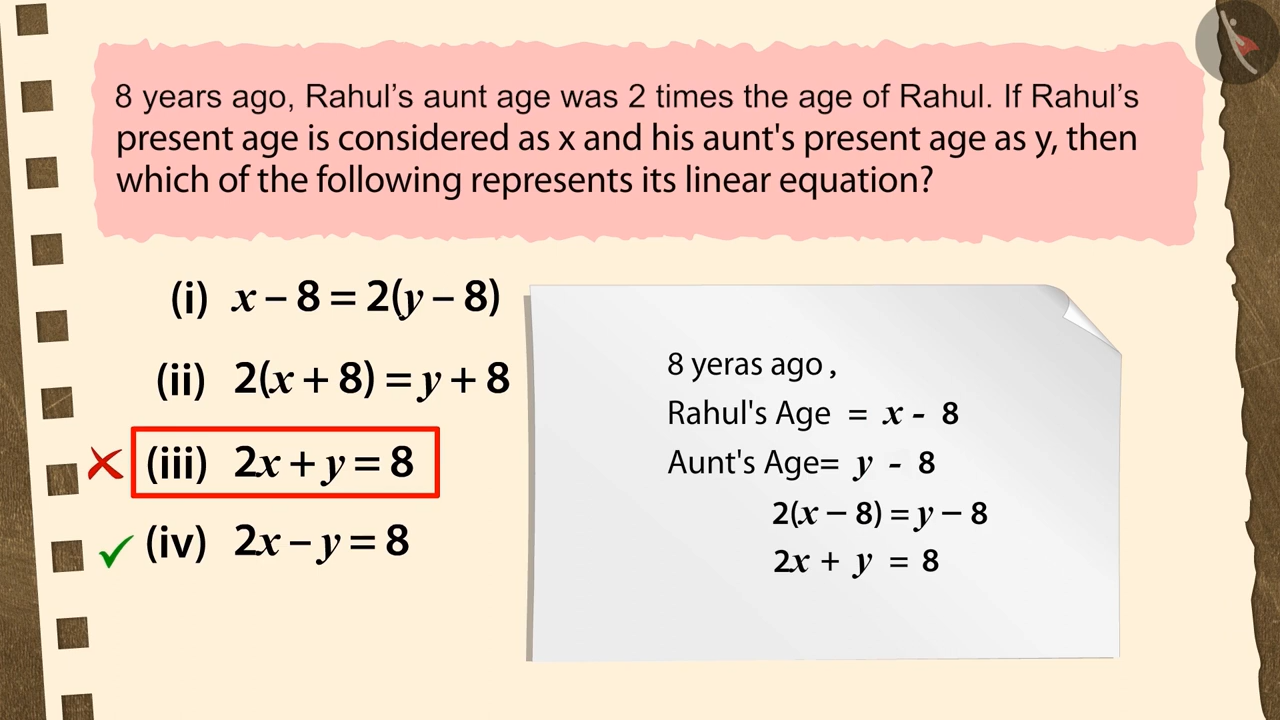 8 years ago, Rahul’s aunt age was 2 times the age of Rahul. If Rahul’s
present age is considered as x and his aunt's present age as y, then
which of the following represents its linear equation?
(i) x – 8 = 2(y – 8)
(ii) 2(x + 8) = y + 8
(iii) 2x + y = 8
(iv) 2x – y = 8
8 yeras ago,
Rahul's Age = x - 8
Aunt's Age= y - 8
2(x – 8) = y – 8
2x + y = 8